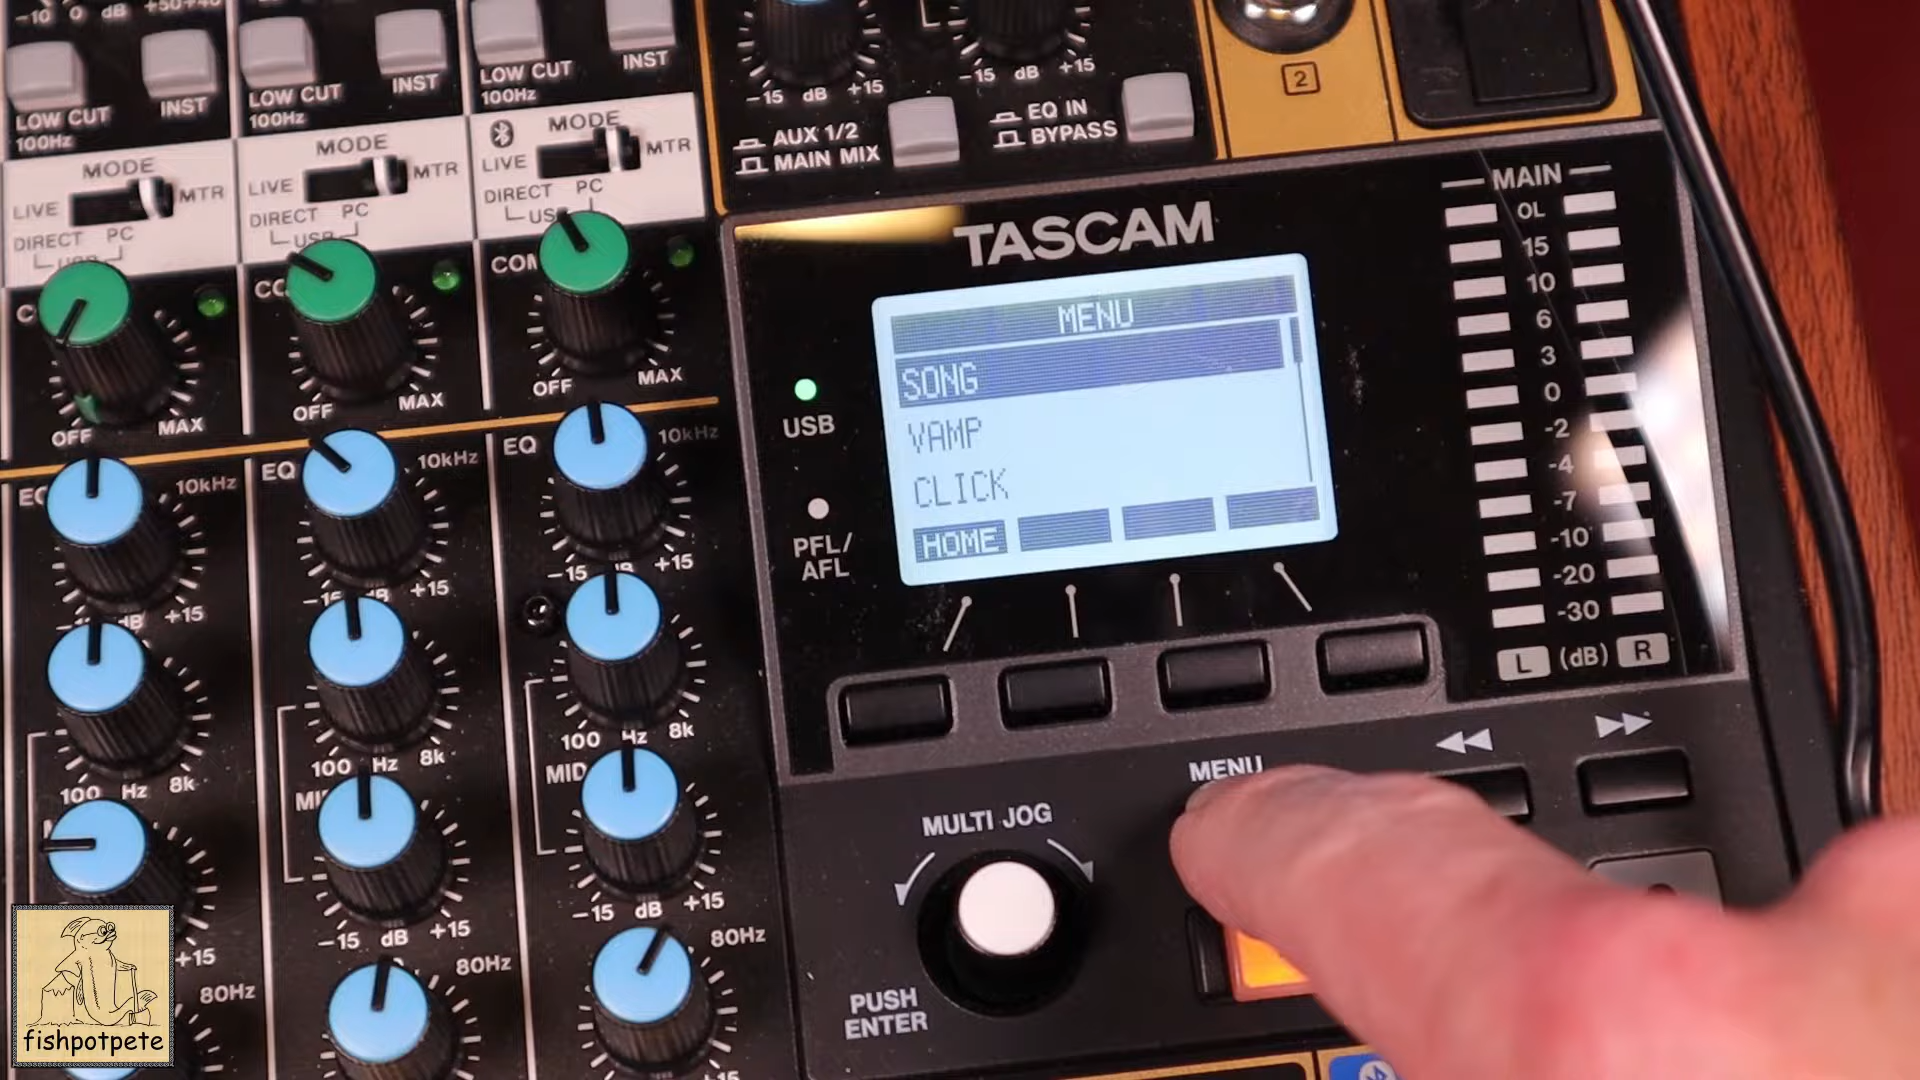 -10 0 dB +50+40
LOW CUT
100Hz
INST
LOW CUT
100Hz
INST
LOW CUT
100Hz
INST
MODE
LIVE MTR
DIRECT PC
MODE
LIVE MTR
DIRECT PC
USB
MODE
LIVE MTR
DIRECT PC
OFF MAX
OFF MAX
OFF MAX
EQ 10kHz
EQ 10kHz
-15 +15
-15 dB +15
+15
100 Hz 8k
100 Hz 8k
100 Hz 8k
MID
-15 dB +15
-15 dB +15
+15
80Hz
80Hz
80Hz
-15 dB +15
-15 dB +15
AUX 1/2
MAIN MIX
EQ IN
BYPASS
2
TASCAM
MENU
SONG
VAMP
CLICK
HOME
USB
PFL/
AFL
MAIN
OL
15
10
6
3
0
-2
-4
-7
-10
-20
-30
L (dB) R
MENU
MULTI JOG
PUSH
ENTER
fishpotpete